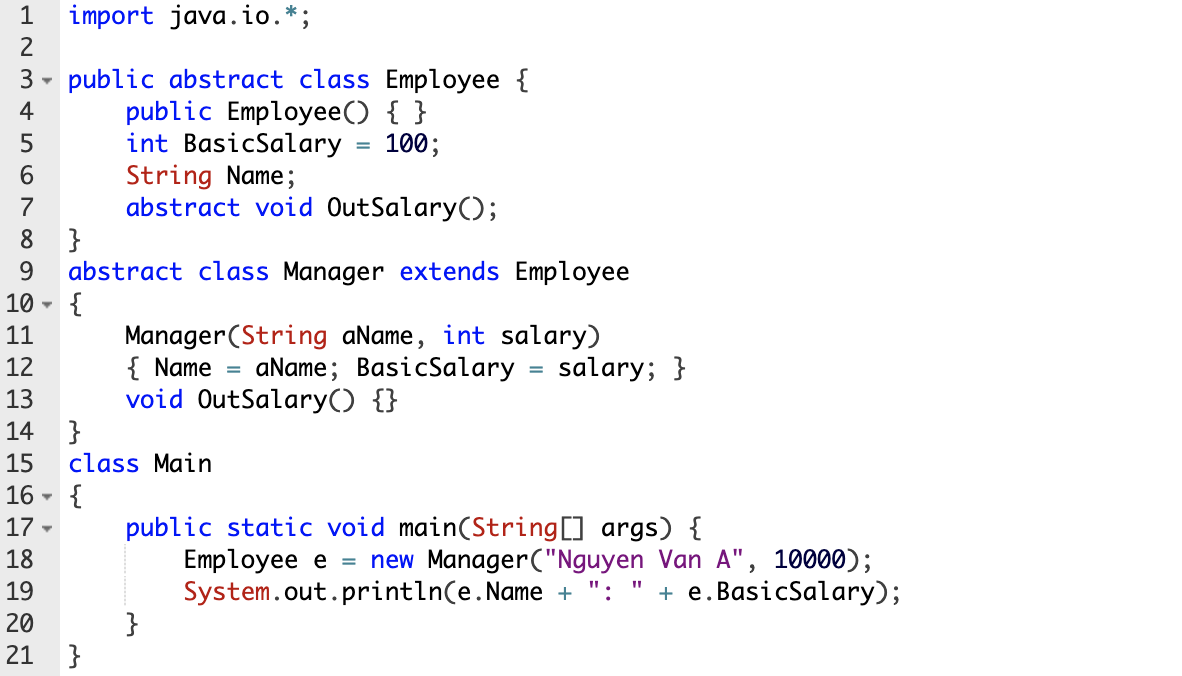 1 import java.io.*;
2
3 public abstract class Employee {
4     public Employee() { }
5     int BasicSalary = 100;
6     String Name;
7     abstract void OutSalary();
8 }
9 abstract class Manager extends Employee
10 {
11     Manager(String aName, int salary)
12     { Name = aName; BasicSalary = salary; }
13     void OutSalary() {}
14 }
15 class Main
16 {
17     public static void main(String[] args) {
18         Employee e = new Manager("Nguyen Van A", 10000);
19         System.out.println(e.Name + ": " + e.BasicSalary);
20     }
21 }